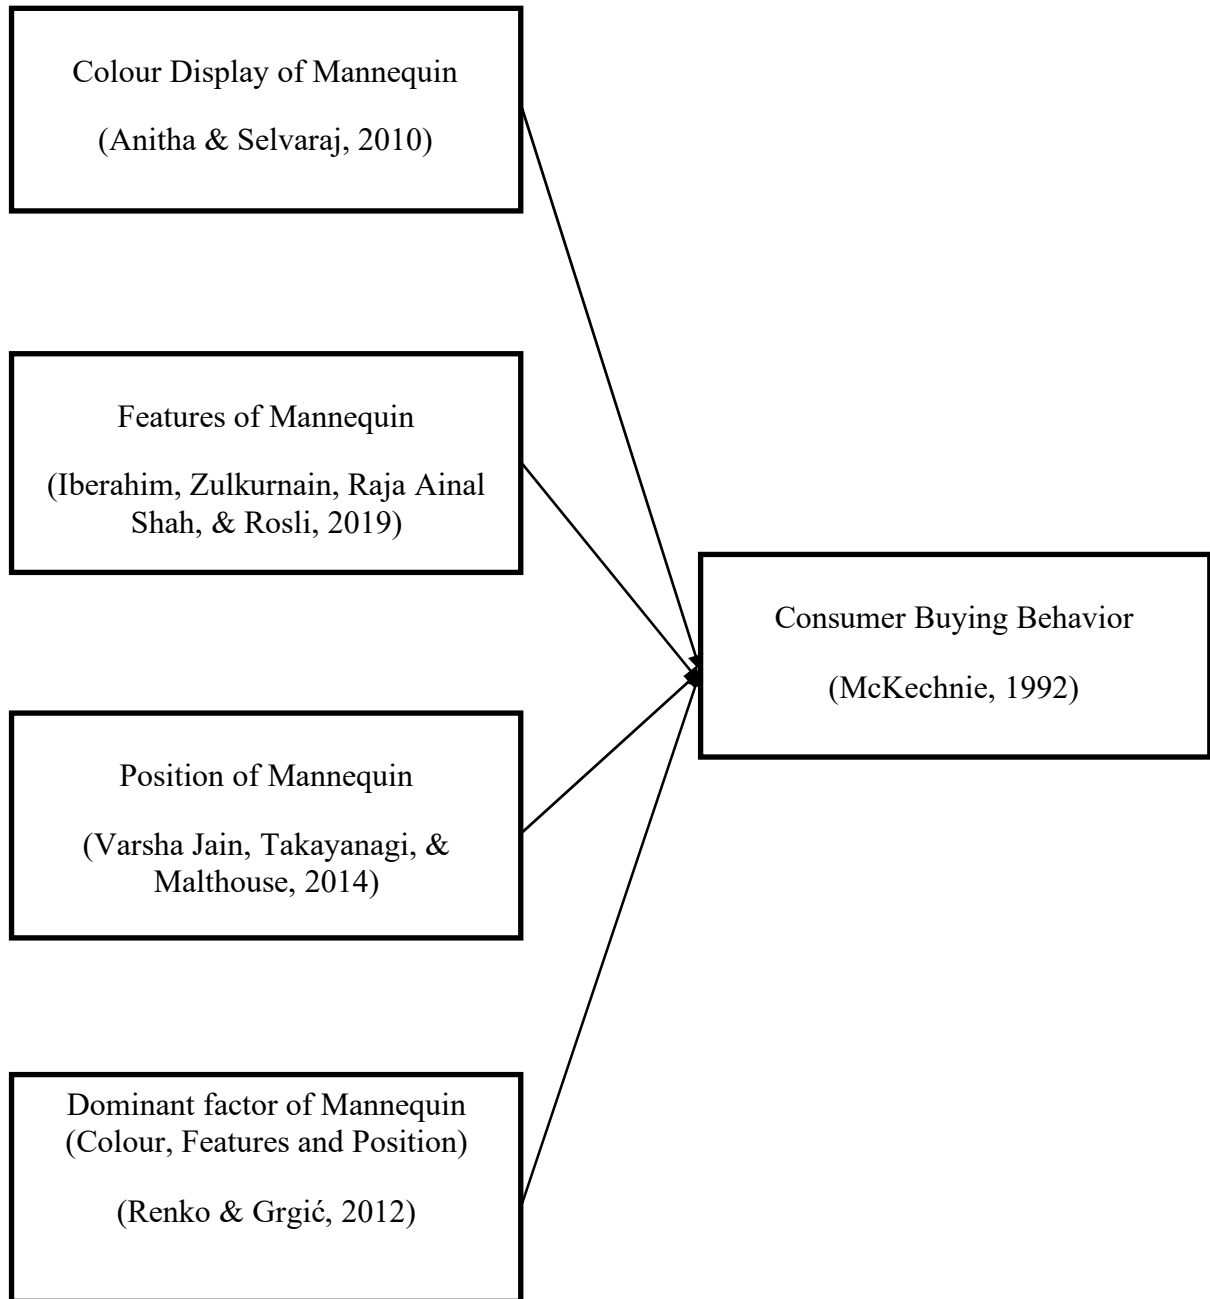 Colour Display of Mannequin
(Anitha & Selvaraj, 2010)
Features of Mannequin
(Iberahim, Zulkurnain, Raja Ainal
Shah, & Rosli, 2019)
Consumer Buying Behavior
(McKechnie, 1992)
Position of Mannequin
(Varsha Jain, Takayanagi, &
Malthouse, 2014)
Dominant factor of Mannequin
(Colour, Features and Position)
(Renko & Grgić, 2012)